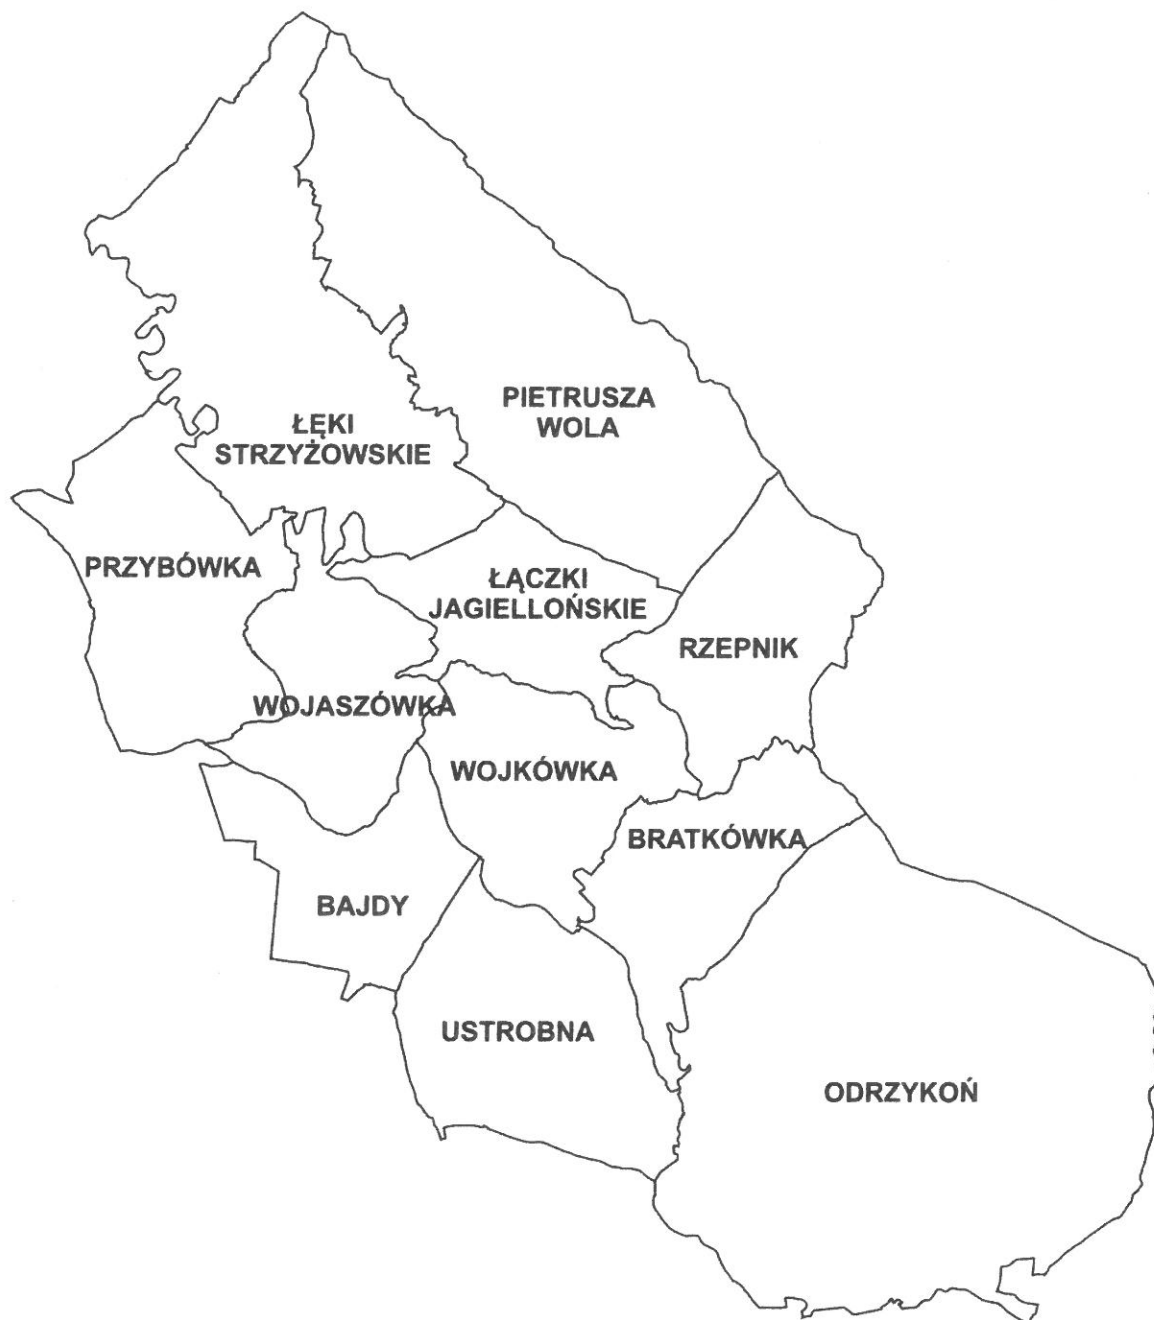 PIETRUSZA
WOLA
ŁĘKI
STRZYŻOWSKIE
PRZYBÓWKA
ŁĄCZKI
JAGIELLOŃSKIE
RZEPNIK
WOJASZÓWKA
WOJKÓWKA
BRATKÓWKA
BAJDY
USTROBNA
ODRZYKOŃ